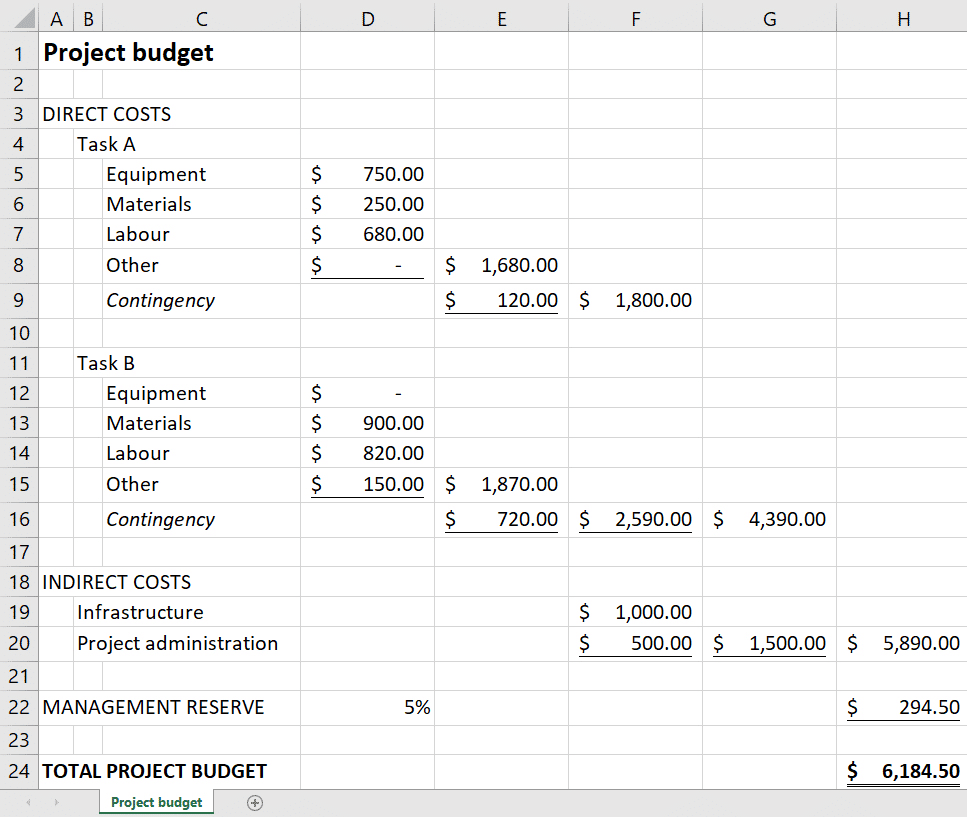 A B C D E F G H
1 Project budget
2
3 DIRECT COSTS
4 Task A
5 Equipment $ 750.00
6 Materials $ 250.00
7 Labour $ 680.00
8 Other $ - $ 1,680.00
9 Contingency $ 120.00 $ 1,800.00
10
11 Task B
12 Equipment $ -
13 Materials $ 900.00
14 Labour $ 820.00
15 Other $ 150.00 $ 1,870.00
16 Contingency $ 720.00 $ 2,590.00 $ 4,390.00
17
18 INDIRECT COSTS
19 Infrastructure $ 1,000.00
20 Project administration $ 500.00 $ 1,500.00 $ 5,890.00
21
22 MANAGEMENT RESERVE 5% $ 294.50
23
24 TOTAL PROJECT BUDGET $ 6,184.50
Project budget